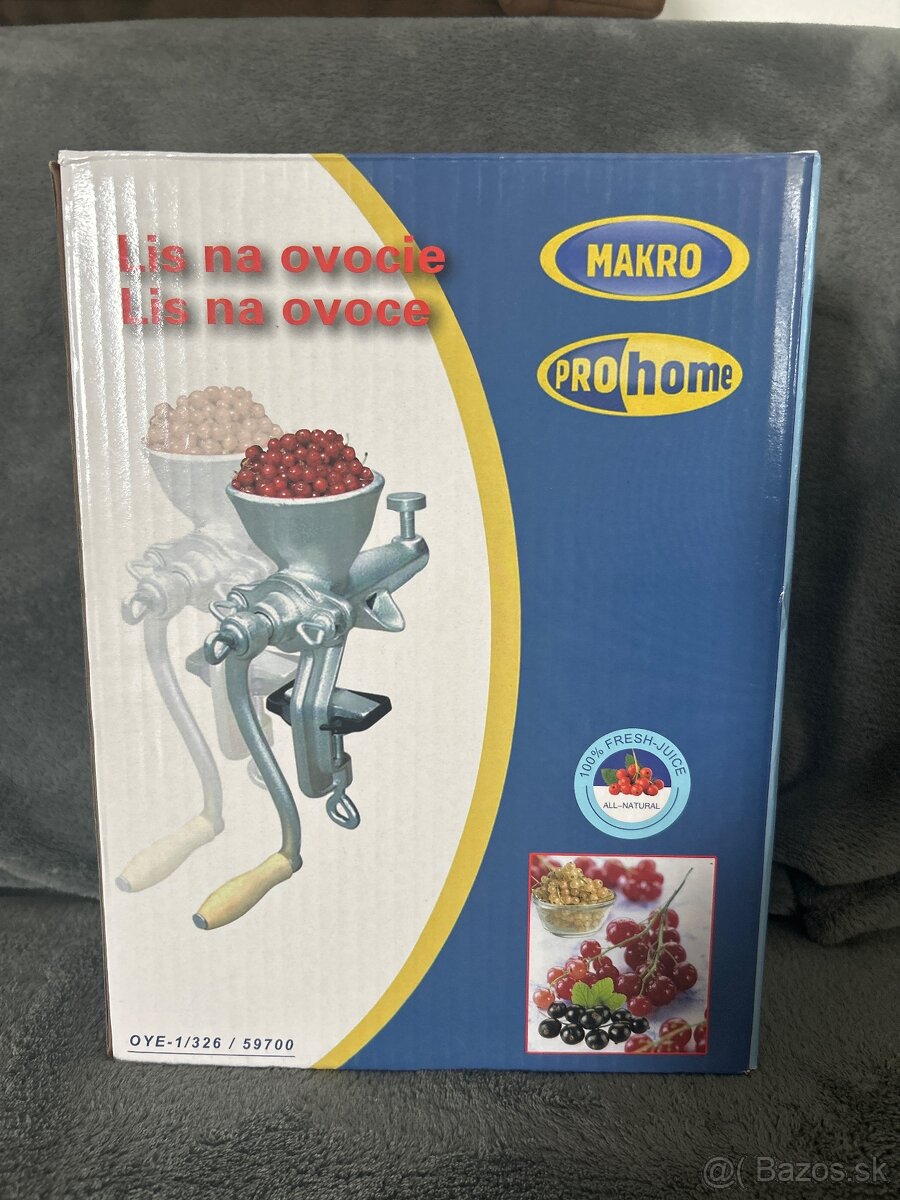 Lis na ovocie
Lis na ovoce
MAKRO
PROhome
100% FRESH-JUICE
ALL-NATURAL
OYE-1/326 / 59700
@( Bazos.sk